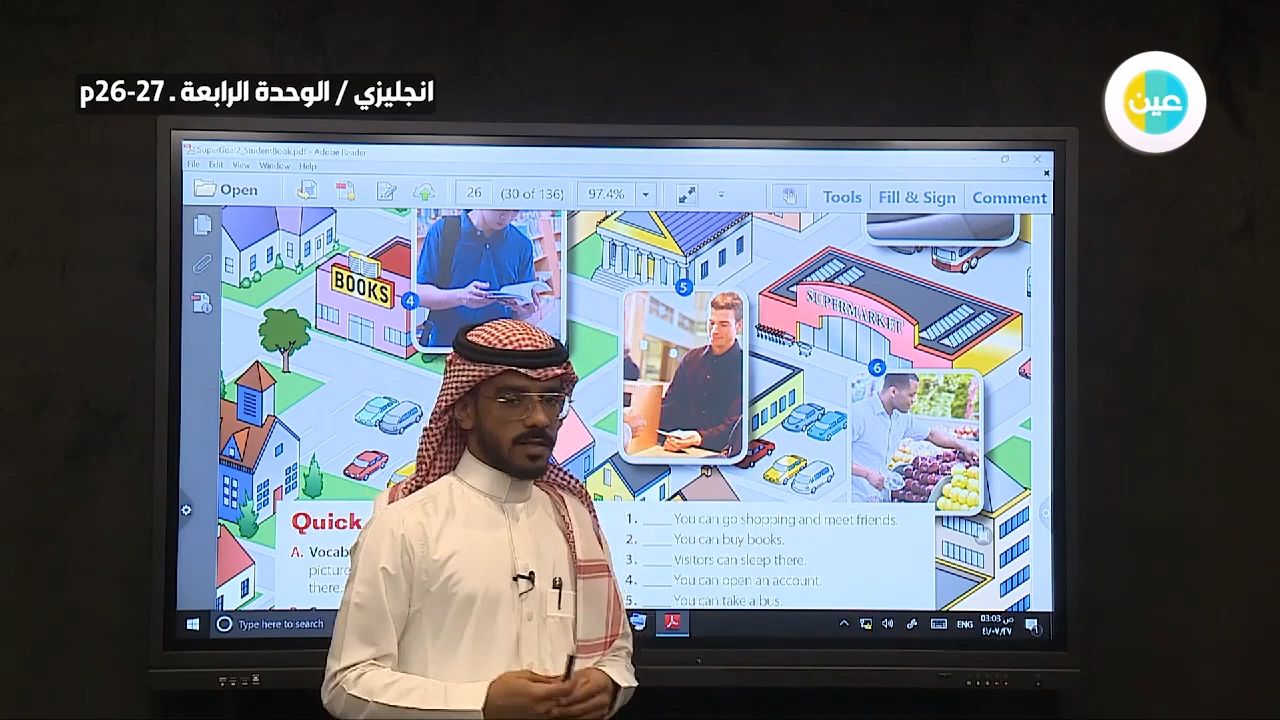 انجليزي / الوحدة الرابعة . p26-27
عين
SuperGoal2_StudentBook.pdf - Adobe Reader
File Edit View Window Help
Open
26 (30 of 136) 97.4%
Tools Fill & Sign Comment
BOOKS
4
5
SUPERMARKET
6
Quick
A. Vocab
picture
there.
1. ____ You can go shopping and meet friends.
2. ____ You can buy books.
3. ____ Visitors can sleep there.
4. ____ You can open an account.
5. ____ You can take a bus.
Type here to search
ENG
03:03 ص